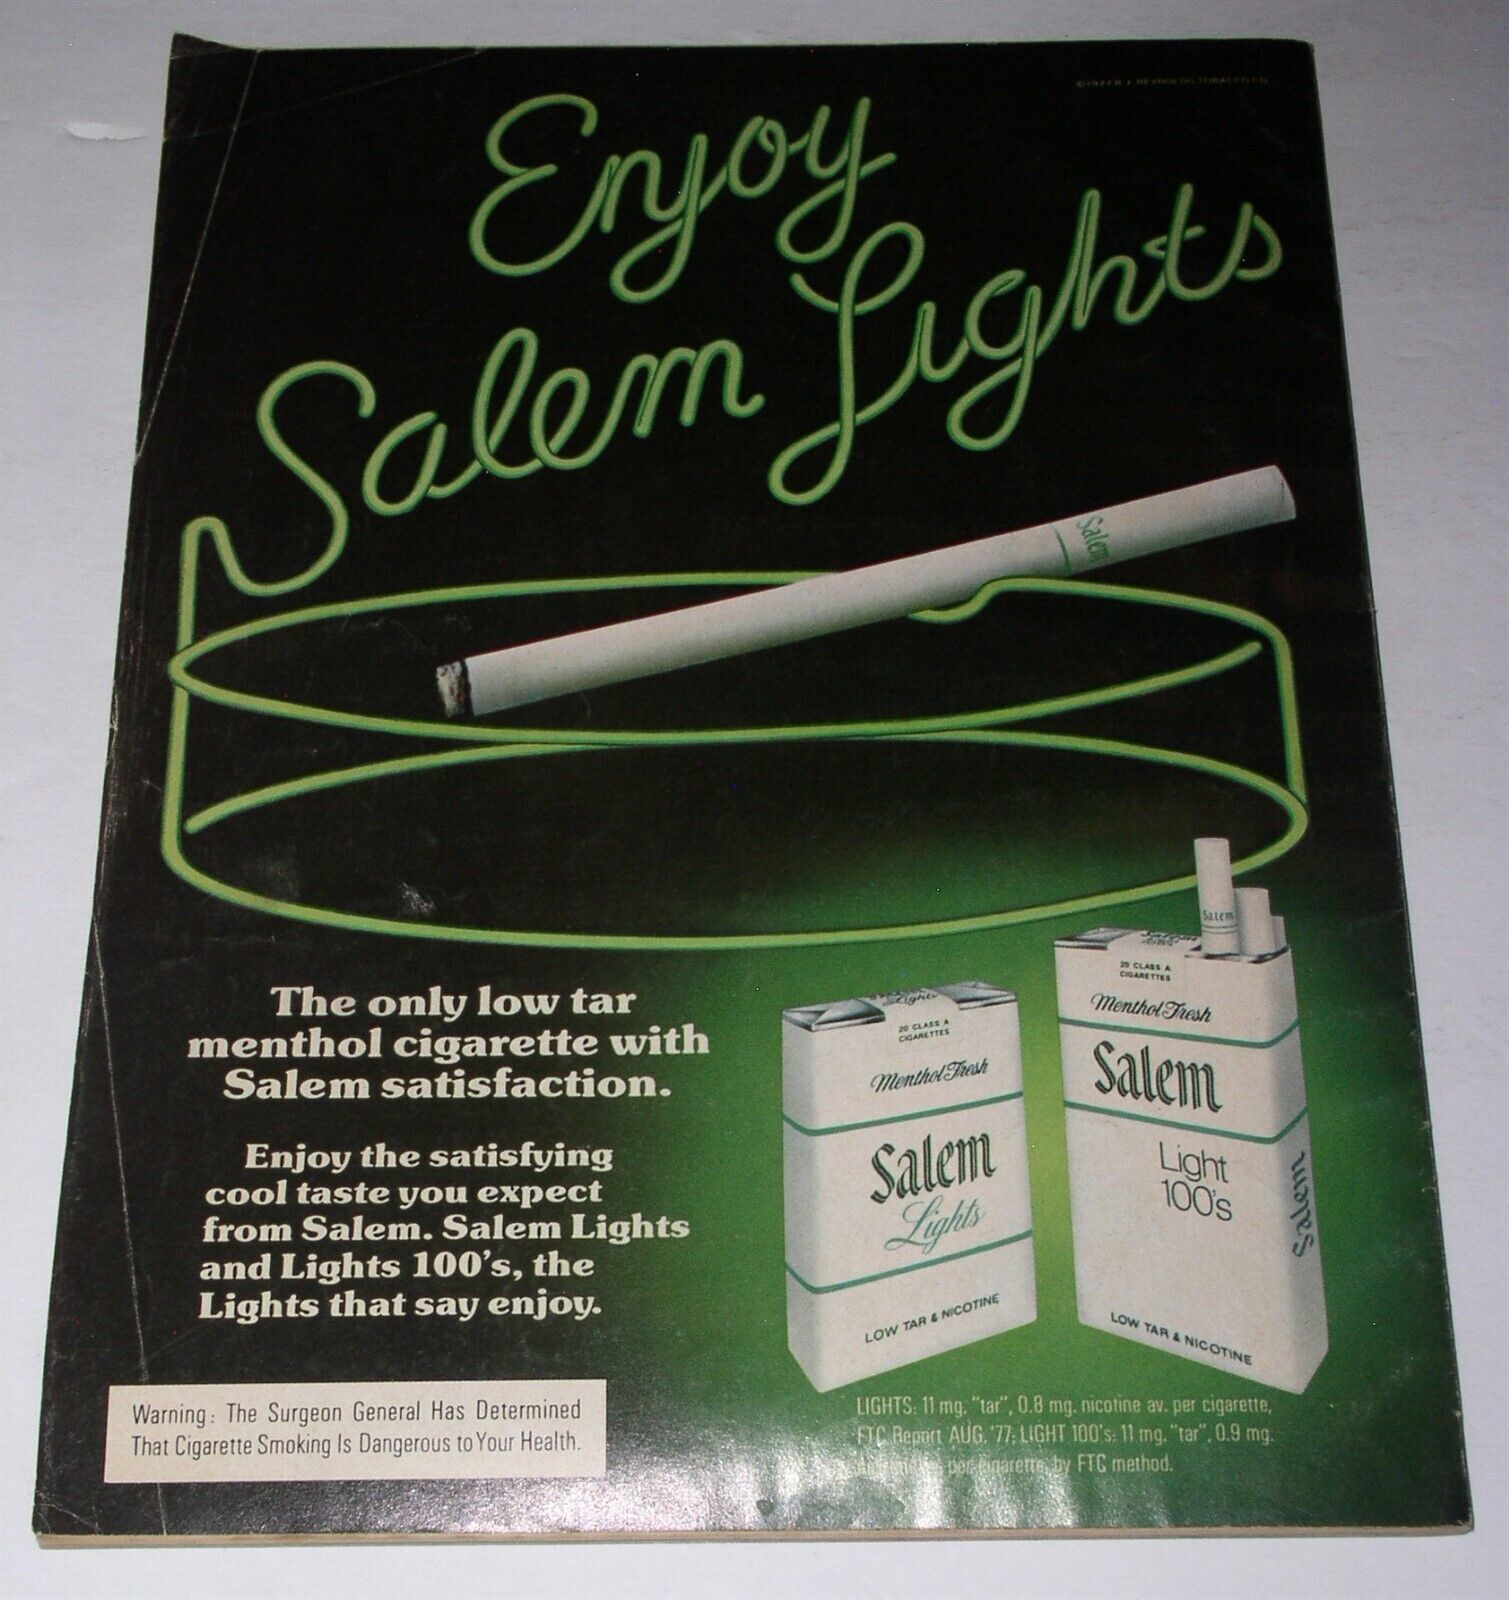 ©1977 R.J. REYNOLDS TOBACCO CO.
Enjoy
Salem Lights
Salem
The only low tar
menthol cigarette with
Salem satisfaction.
Enjoy the satisfying
cool taste you expect
from Salem. Salem Lights
and Lights 100's, the
Lights that say enjoy.
Lights
20 CLASS A
CIGARETTES
Menthol Fresh
Salem
Lights
LOW TAR & NICOTINE
Salem
20 CLASS A
CIGARETTES
Menthol Fresh
Salem
Light
100's
LOW TAR & NICOTINE
Salem
Warning: The Surgeon General Has Determined
That Cigarette Smoking Is Dangerous to Your Health.
LIGHTS: 11 mg. "tar", 0.8 mg. nicotine av. per cigarette,
FTC Report AUG. '77; LIGHT 100's: 11 mg. "tar", 0.9 mg.
per cigarette, by FTC method.